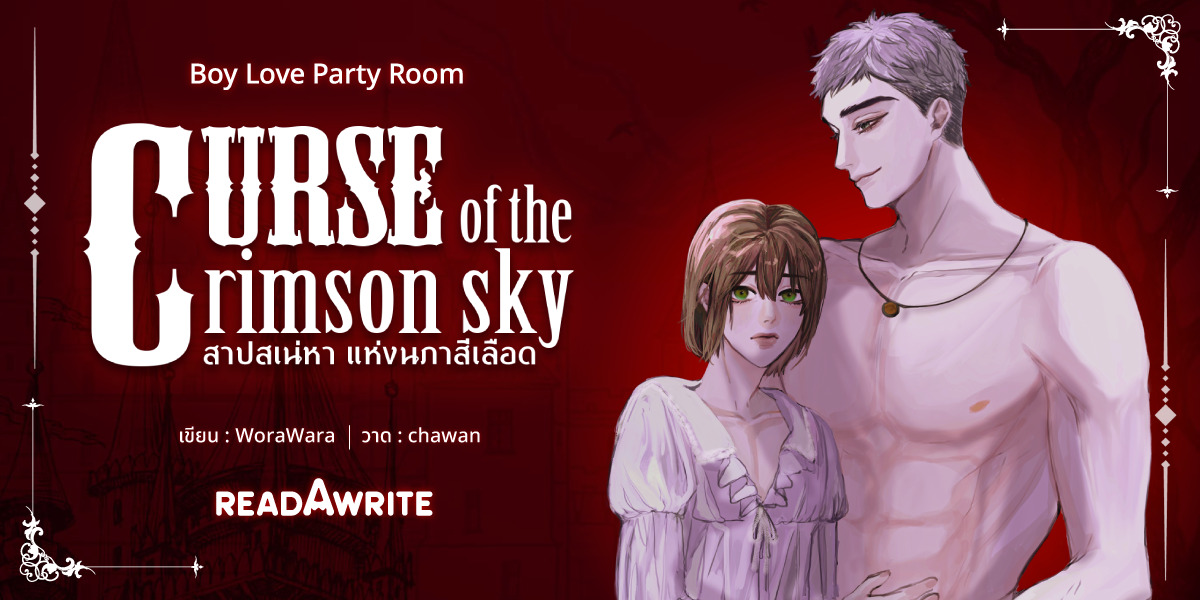 Boy Love Party Room
CURSE of the
Crimson sky
สาปสเน่หา แห่งนภาสีเลือด
เขียน : WoraWara | วาด : chawan
READAWRITE